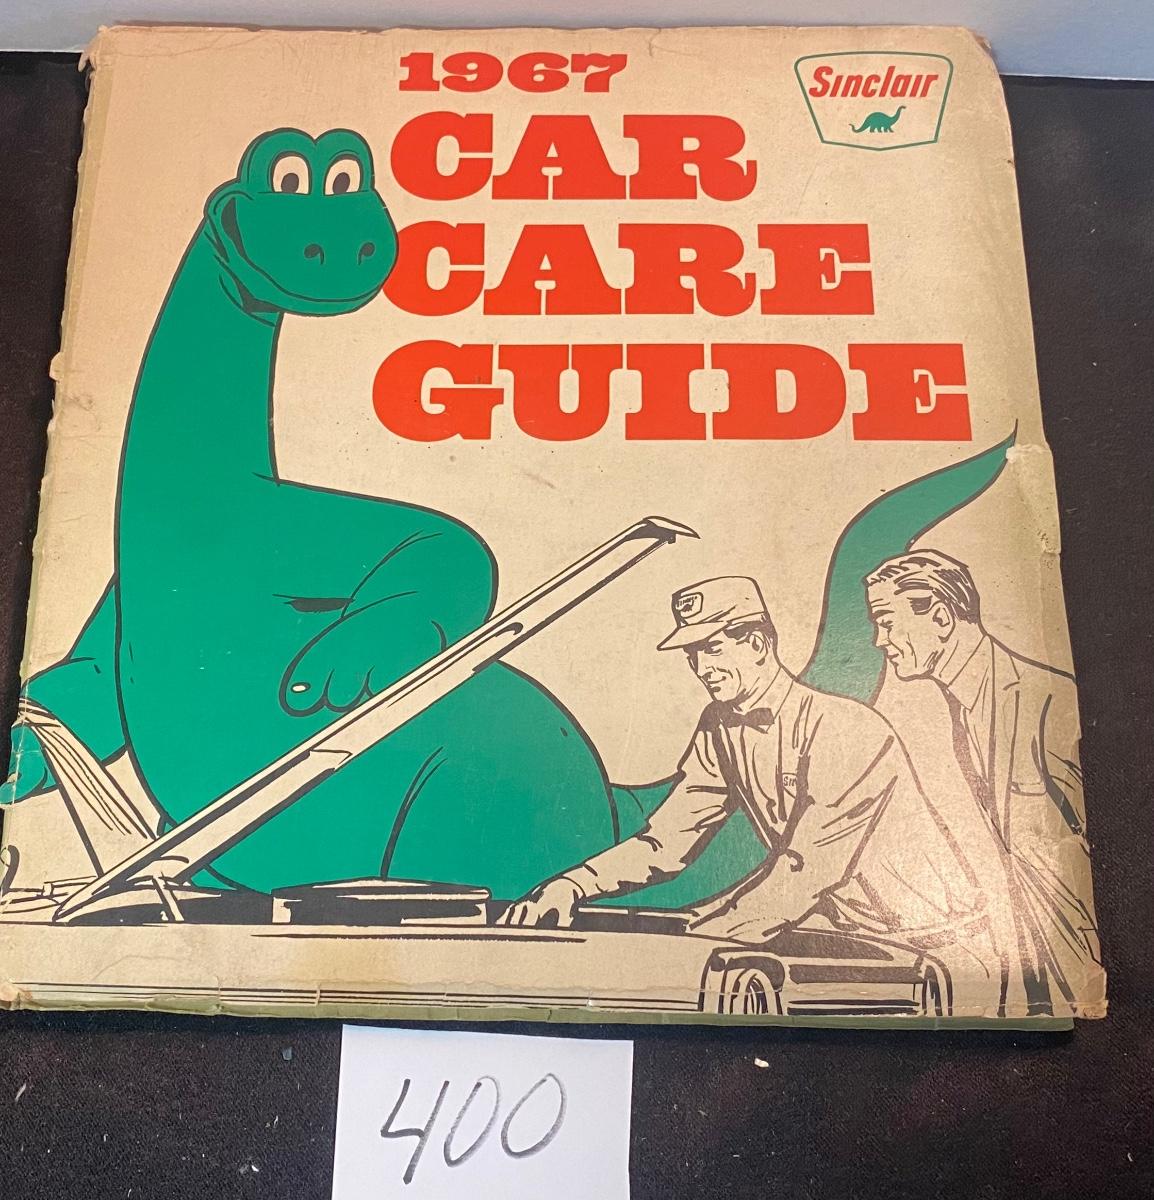 1967
CAR
CARE
GUIDE
Sinclair
400